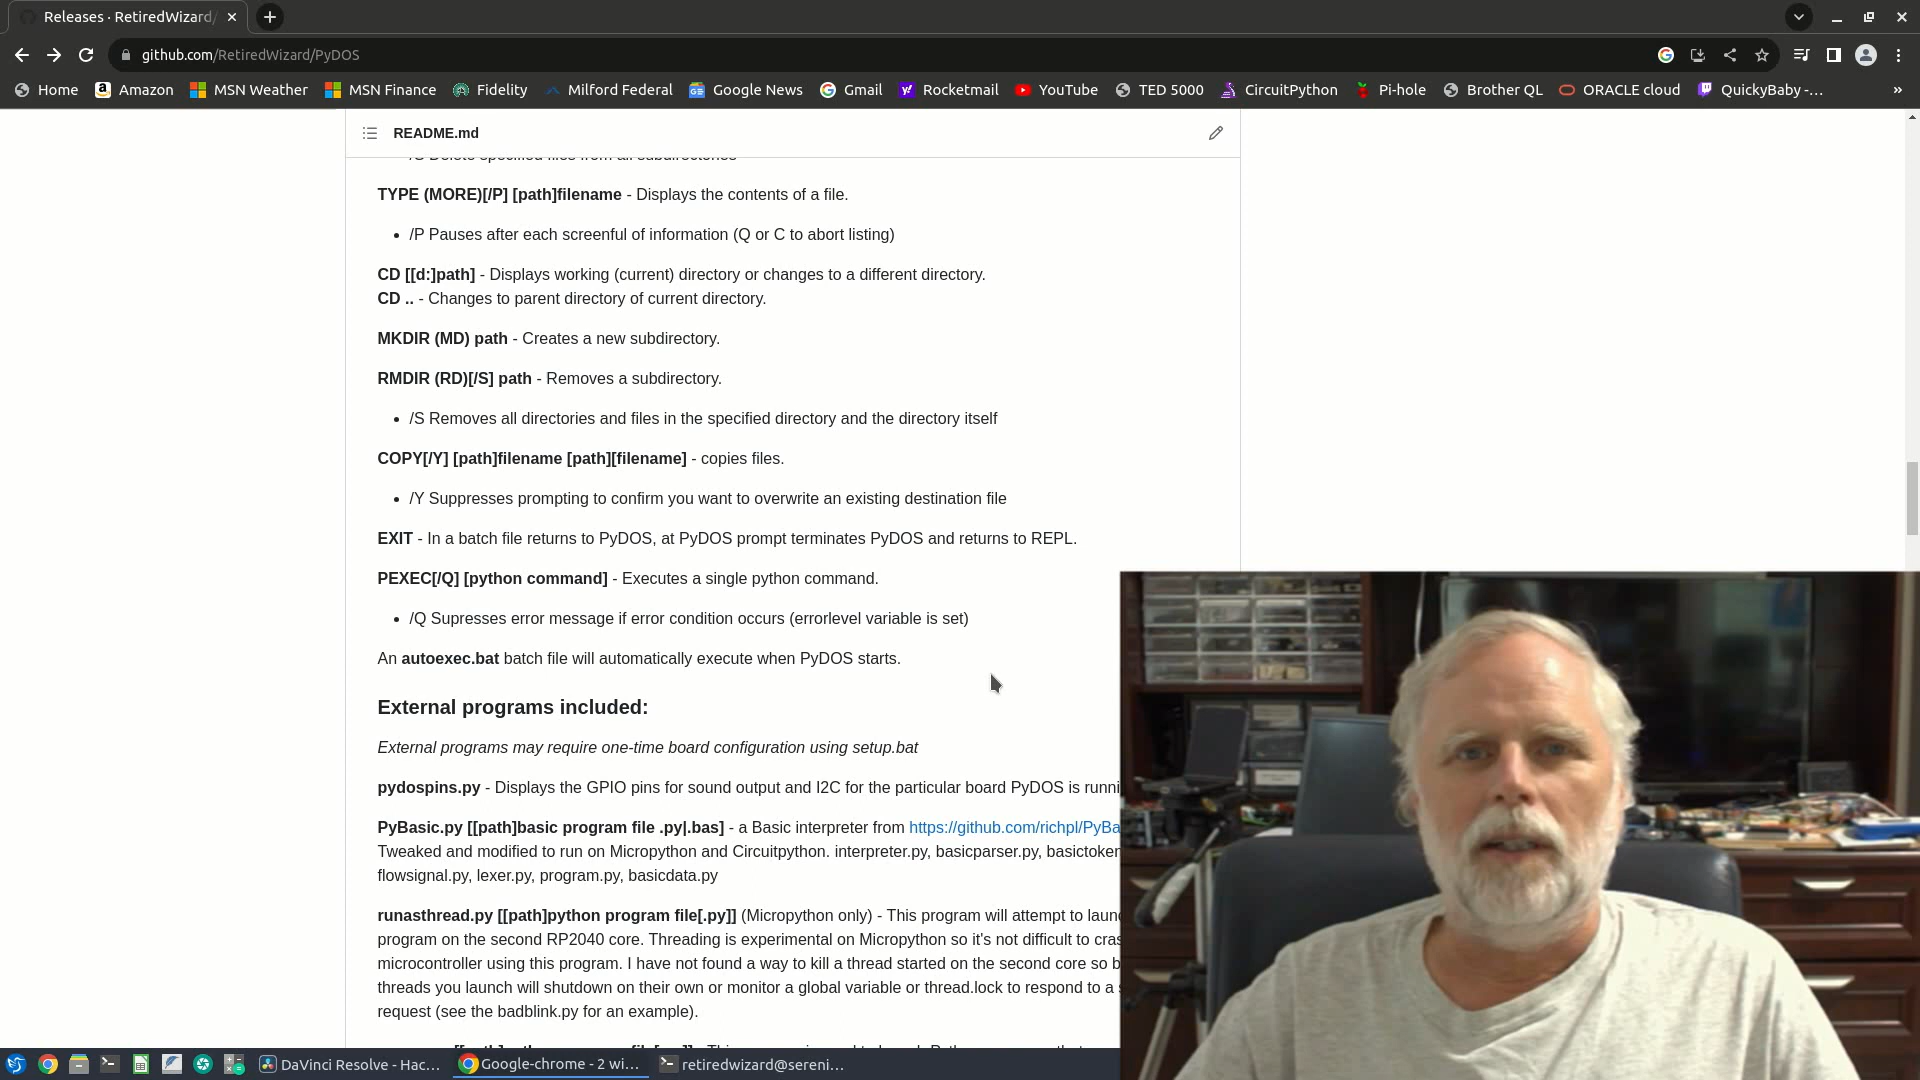 Releases · RetiredWizard/
github.com/RetiredWizard/PyDOS
Home Amazon MSN Weather MSN Finance Fidelity Milford Federal Google News Gmail Rocketmail YouTube TED 5000 CircuitPython Pi-hole Brother QL ORACLE cloud QuickyBaby -... »
README.md
TYPE (MORE)[/P] [path]filename - Displays the contents of a file.
• /P Pauses after each screenful of information (Q or C to abort listing)
CD [[d:]path] - Displays working (current) directory or changes to a different directory.
CD .. - Changes to parent directory of current directory.
MKDIR (MD) path - Creates a new subdirectory.
RMDIR (RD)[/S] path - Removes a subdirectory.
• /S Removes all directories and files in the specified directory and the directory itself
COPY[/Y] [path]filename [path][filename] - copies files.
• /Y Suppresses prompting to confirm you want to overwrite an existing destination file
EXIT - In a batch file returns to PyDOS, at PyDOS prompt terminates PyDOS and returns to REPL.
PEXEC[/Q] [python command] - Executes a single python command.
• /Q Supresses error message if error condition occurs (errorlevel variable is set)
An autoexec.bat batch file will automatically execute when PyDOS starts.
External programs included:
External programs may require one-time board configuration using setup.bat
pydospins.py - Displays the GPIO pins for sound output and I2C for the particular board PyDOS is runni
PyBasic.py [[path]basic program file .py|.bas] - a Basic interpreter from https://github.com/richpl/PyBa
Tweaked and modified to run on Micropython and Circuitpython. interpreter.py, basicparser.py, basictoken
flowsignal.py, lexer.py, program.py, basicdata.py
runasthread.py [[path]python program file[.py]] (Micropython only) - This program will attempt to laun
program on the second RP2040 core. Threading is experimental on Micropython so it's not difficult to cras
microcontroller using this program. I have not found a way to kill a thread started on the second core so b
threads you launch will shutdown on their own or monitor a global variable or thread.lock to respond to a s
request (see the badblink.py for an example).
DaVinci Resolve - Hac... Google-chrome - 2 wi... retiredwizard@sereni...